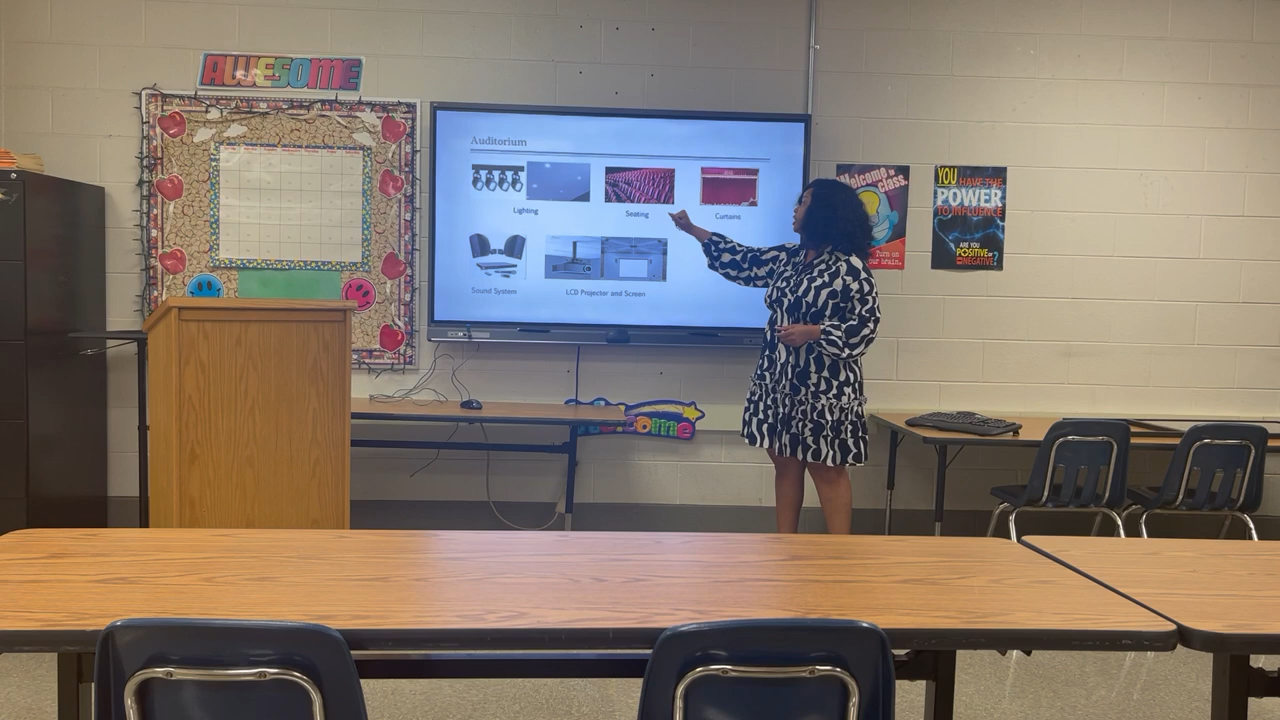 AWESOME
Auditorium
Lighting
Seating
Curtains
Sound System
LCD Projector and Screen
Welcome to
class.
Turn on
your brain.
YOU HAVE THE
POWER
TO INFLUENCE
ARE YOU
POSITIVE or
NEGATIVE?